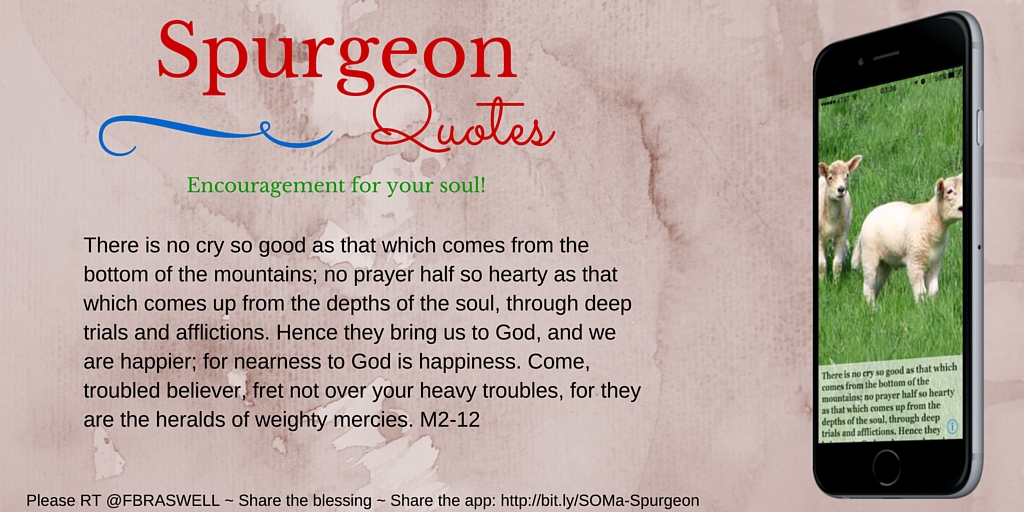 Spurgeon
Quotes
Encouragement for your soul!
There is no cry so good as that which comes from the
bottom of the mountains; no prayer half so hearty as that
which comes up from the depths of the soul, through deep
trials and afflictions. Hence they bring us to God, and we
are happier; for nearness to God is happiness. Come,
troubled believer, fret not over your heavy troubles, for they
are the heralds of weighty mercies. M2-12
Please RT @FBRASWELL ~ Share the blessing ~ Share the app: http://bit.ly/SOMa-Spurgeon
AT&T 03:36 56%
There is no cry so good as that which
comes from the bottom of the
mountains; no prayer half so hearty
as that which comes up from the
depths of the soul, through deep
trials and afflictions. Hence they